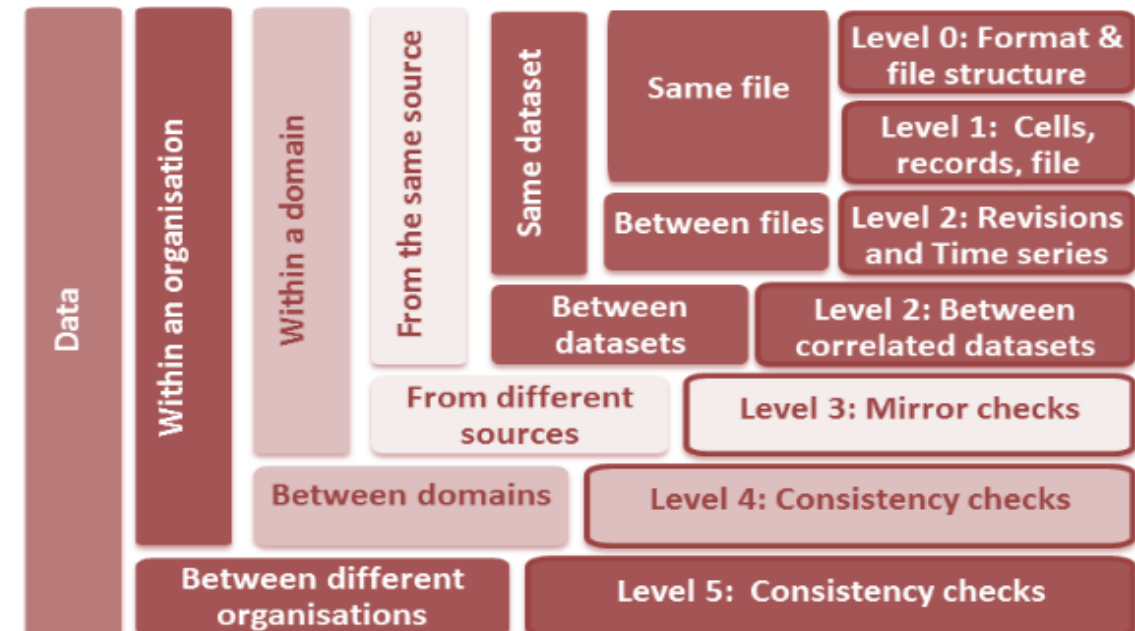 Data
Within an organisation
Within a domain
From the same source
Same dataset
Same file
Level 0: Format &
file structure
Level 1: Cells,
records, file
Between files
Level 2: Revisions
and Time series
Between
datasets
Level 2: Between
correlated datasets
From different
sources
Level 3: Mirror checks
Between domains
Level 4: Consistency checks
Between different
organisations
Level 5: Consistency checks